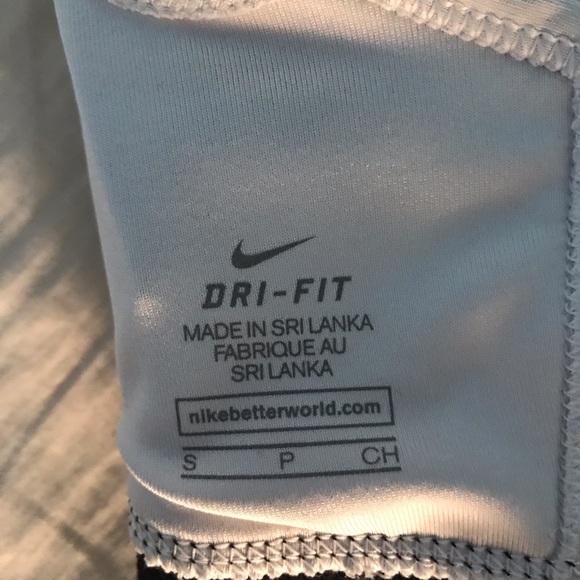 DRI-FIT
MADE IN SRI LANKA
FABRIQUE AU
SRI LANKA
nikebetterworld.com
S P CH